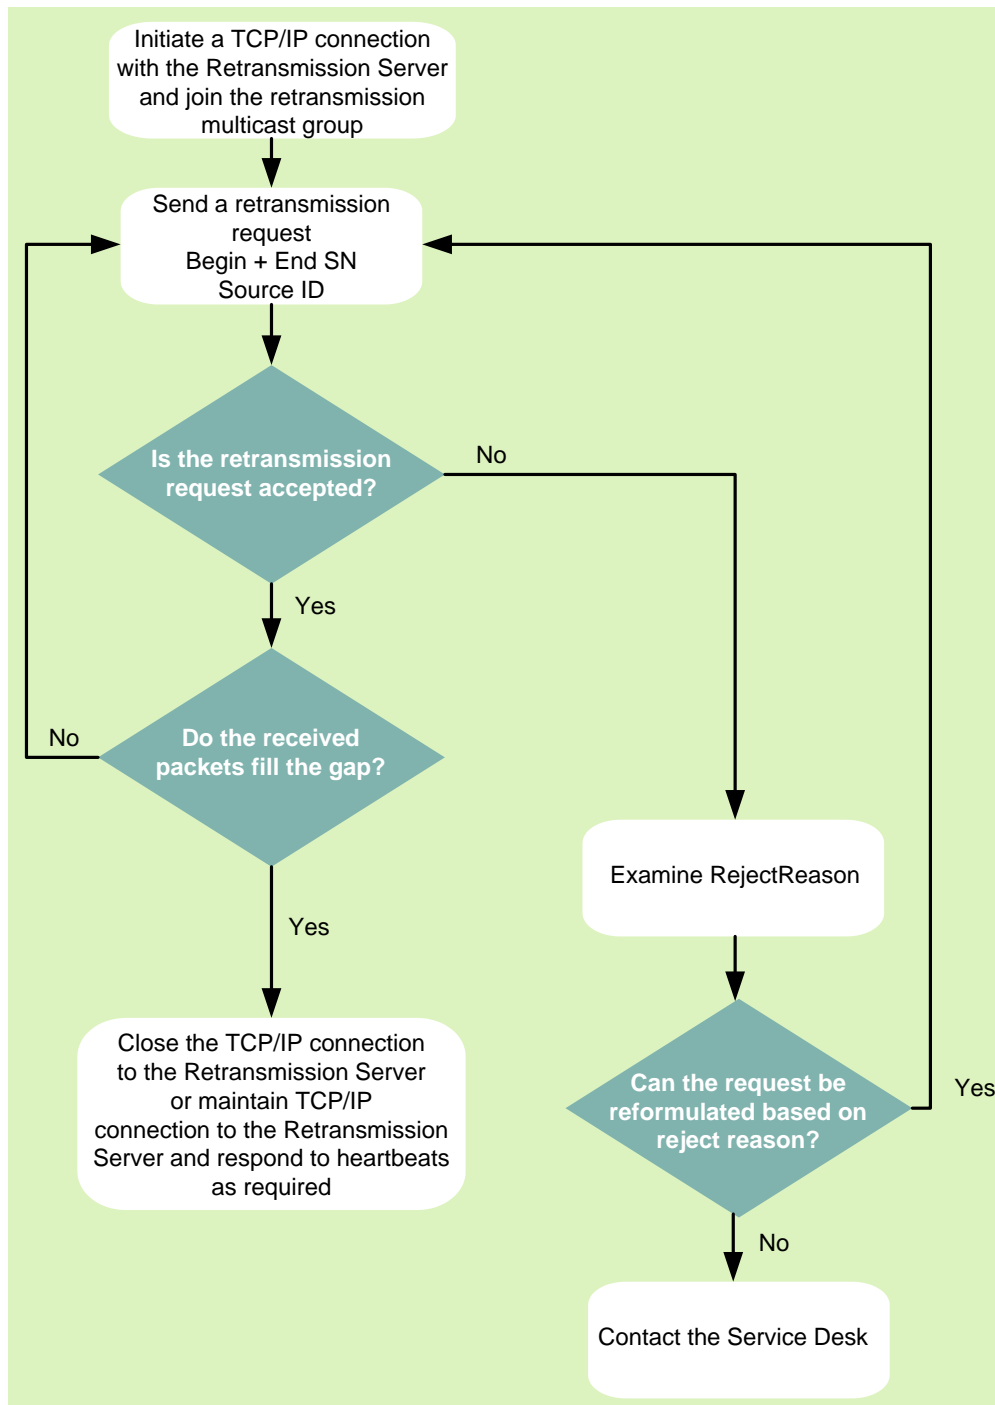 Initiate a TCP/IP connection
with the Retransmission Server
and join the retransmission
multicast group
Send a retransmission
request
Begin + End SN
Source ID
Is the retransmission
request accepted?
No
Yes
Do the received
packets fill the gap?
No
Yes
Close the TCP/IP connection
to the Retransmission Server
or maintain TCP/IP
connection to the Retransmission
Server and respond to heartbeats
as required
Examine RejectReason
Can the request be
reformulated based on
reject reason?
Yes
No
Contact the Service Desk